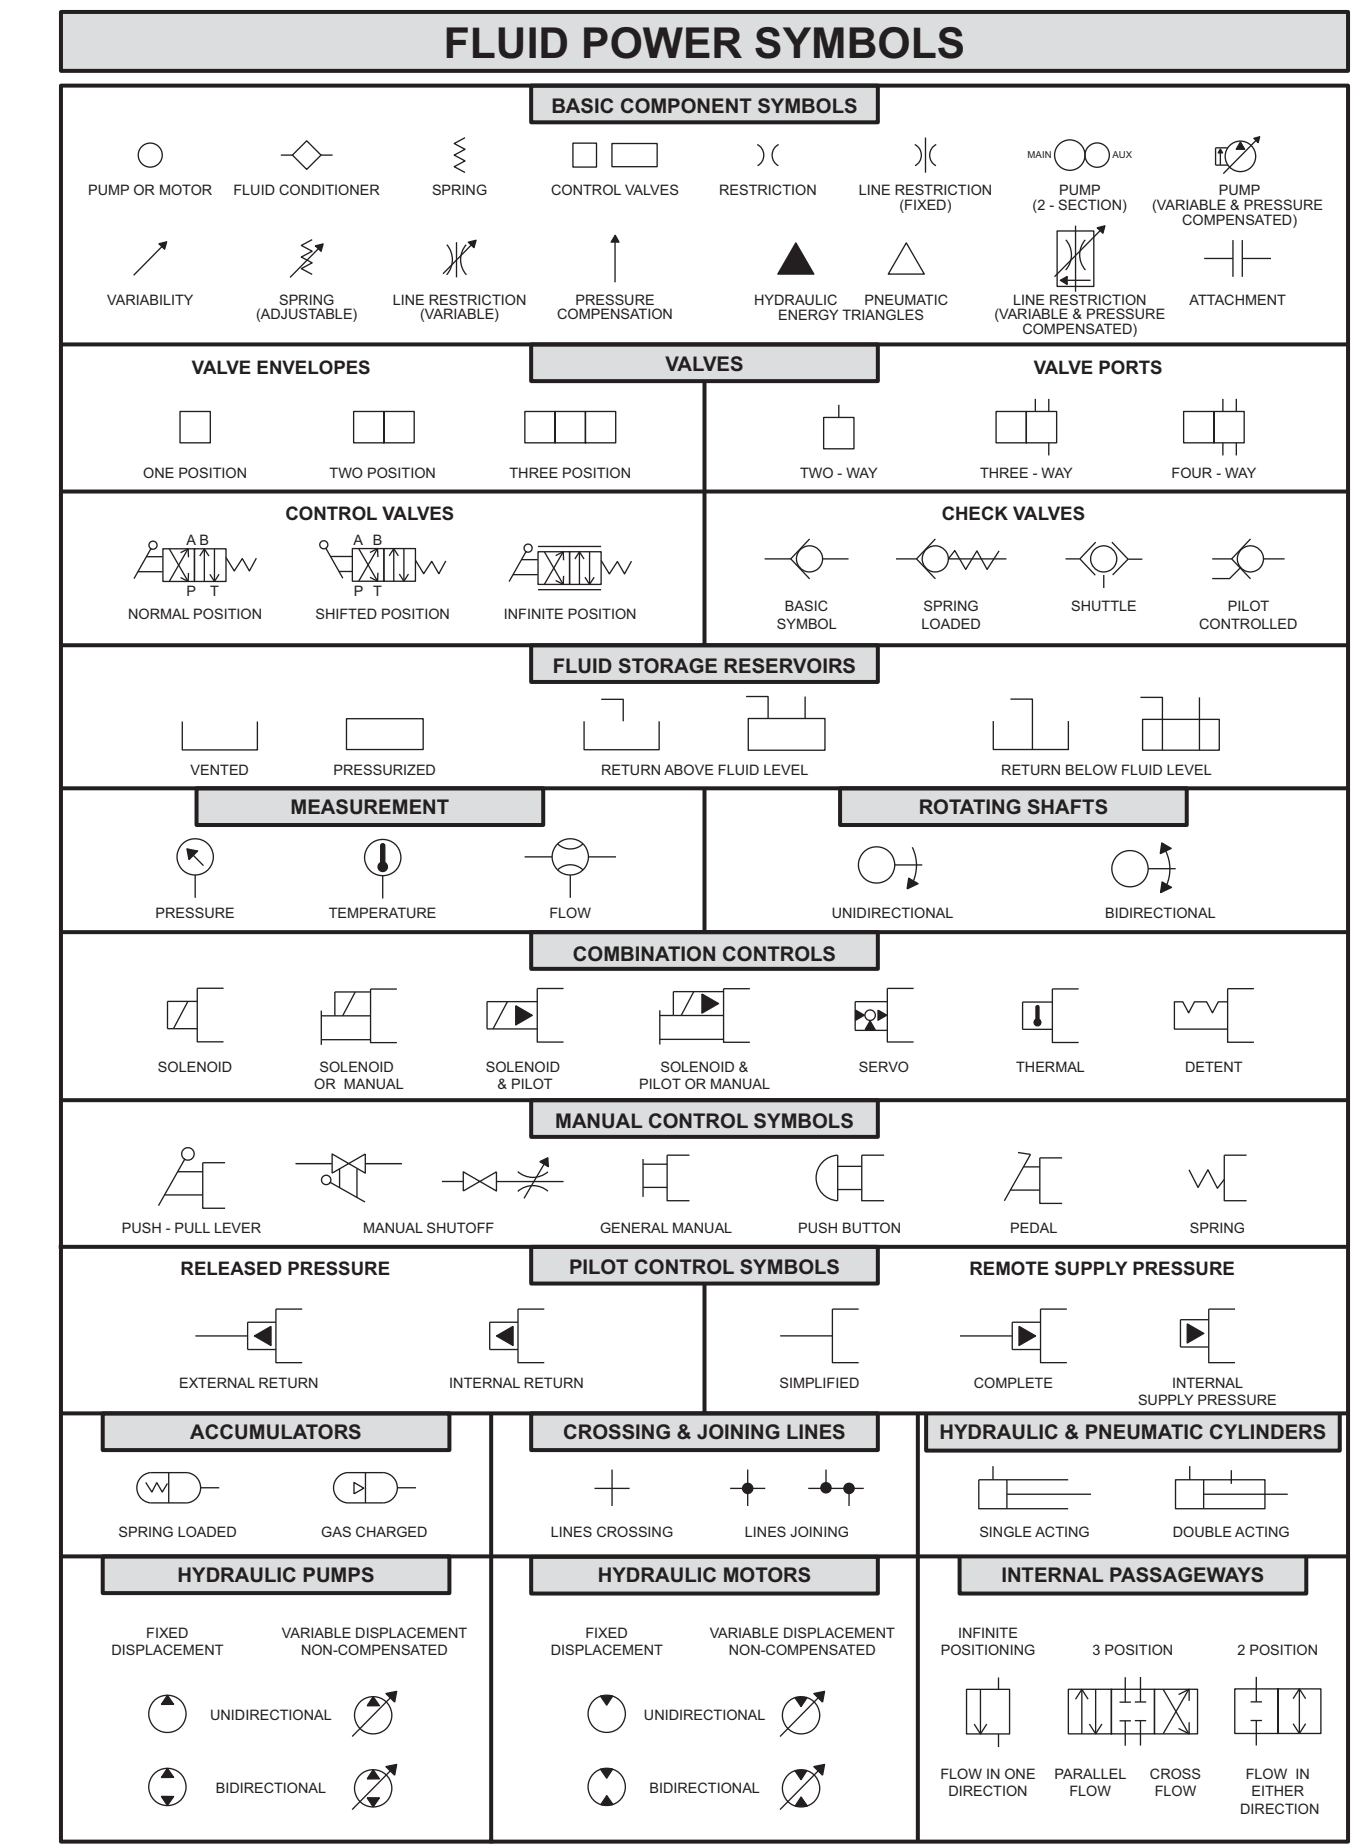 FLUID POWER SYMBOLS
BASIC COMPONENT SYMBOLS
MAIN AUX
PUMP OR MOTOR FLUID CONDITIONER SPRING CONTROL VALVES RESTRICTION LINE RESTRICTION PUMP PUMP
(FIXED) (2 - SECTION) (VARIABLE & PRESSURE
COMPENSATED)
VARIABILITY SPRING LINE RESTRICTION PRESSURE HYDRAULIC PNEUMATIC LINE RESTRICTION ATTACHMENT
(ADJUSTABLE) (VARIABLE) COMPENSATION ENERGY TRIANGLES (VARIABLE & PRESSURE
COMPENSATED)
VALVE ENVELOPES VALVES VALVE PORTS
ONE POSITION TWO POSITION THREE POSITION TWO - WAY THREE - WAY FOUR - WAY
CONTROL VALVES CHECK VALVES
A B A B
P T P T
NORMAL POSITION SHIFTED POSITION INFINITE POSITION BASIC SPRING SHUTTLE PILOT
SYMBOL LOADED CONTROLLED
FLUID STORAGE RESERVOIRS
VENTED PRESSURIZED RETURN ABOVE FLUID LEVEL RETURN BELOW FLUID LEVEL
MEASUREMENT ROTATING SHAFTS
PRESSURE TEMPERATURE FLOW UNIDIRECTIONAL BIDIRECTIONAL
COMBINATION CONTROLS
SOLENOID SOLENOID SOLENOID SOLENOID & SERVO THERMAL DETENT
OR MANUAL & PILOT PILOT OR MANUAL
MANUAL CONTROL SYMBOLS
PUSH - PULL LEVER MANUAL SHUTOFF GENERAL MANUAL PUSH BUTTON PEDAL SPRING
RELEASED PRESSURE PILOT CONTROL SYMBOLS REMOTE SUPPLY PRESSURE
EXTERNAL RETURN INTERNAL RETURN SIMPLIFIED COMPLETE INTERNAL
SUPPLY PRESSURE
ACCUMULATORS CROSSING & JOINING LINES HYDRAULIC & PNEUMATIC CYLINDERS
SPRING LOADED GAS CHARGED LINES CROSSING LINES JOINING SINGLE ACTING DOUBLE ACTING
HYDRAULIC PUMPS HYDRAULIC MOTORS INTERNAL PASSAGEWAYS
FIXED VARIABLE DISPLACEMENT FIXED VARIABLE DISPLACEMENT INFINITE
DISPLACEMENT NON-COMPENSATED DISPLACEMENT NON-COMPENSATED POSITIONING 3 POSITION 2 POSITION
UNIDIRECTIONAL UNIDIRECTIONAL
BIDIRECTIONAL BIDIRECTIONAL FLOW IN ONE PARALLEL CROSS FLOW IN
DIRECTION FLOW FLOW EITHER
DIRECTION